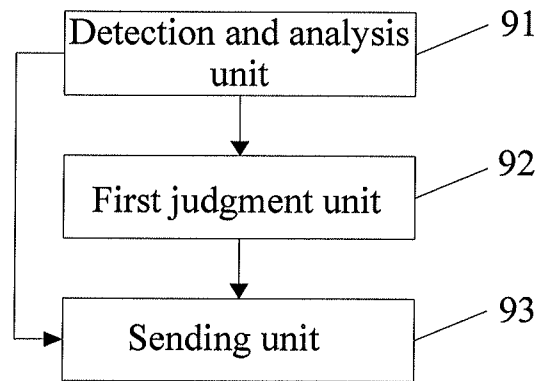 Detection and analysis
unit
91
First judgment unit
92
Sending unit
93